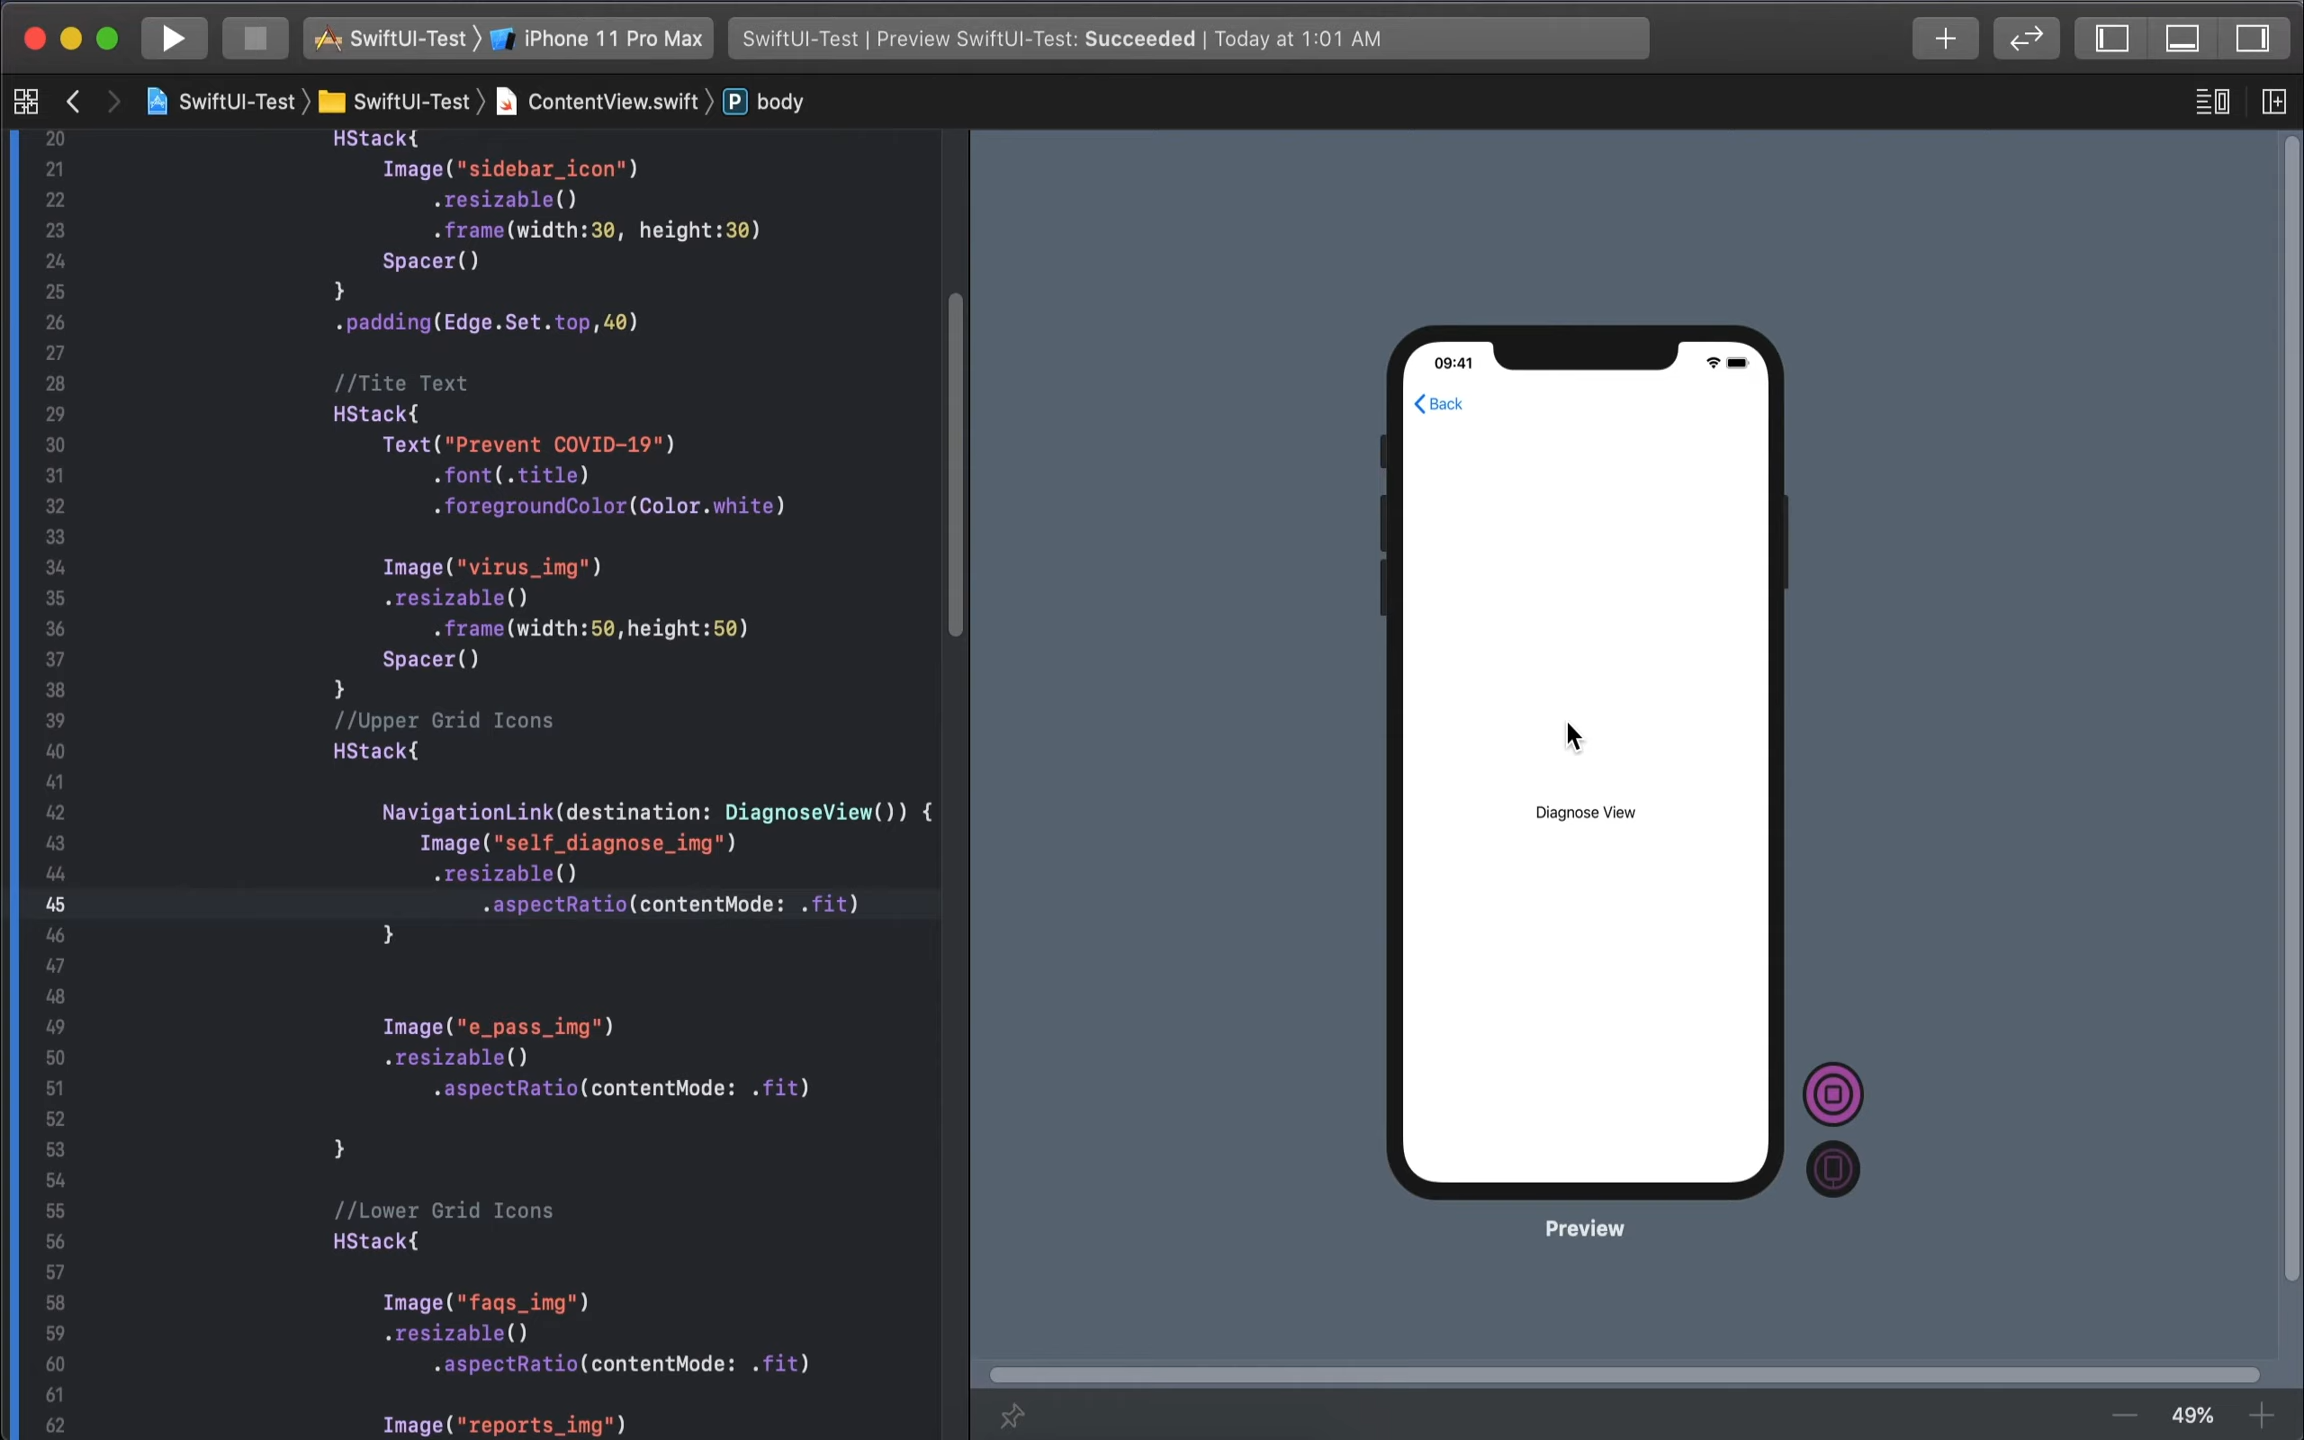 SwiftUI-Test 〉 iPhone 11 Pro Max
SwiftUI-Test | Preview SwiftUI-Test: Succeeded | Today at 1:01 AM
SwiftUI-Test 〉 SwiftUI-Test 〉 ContentView.swift 〉 P body
20 HStack{
21 Image("sidebar_icon")
22 .resizable()
23 .frame(width:30, height:30)
24 Spacer()
25 }
26 .padding(Edge.Set.top,40)
27
28 //Tite Text
29 HStack{
30 Text("Prevent COVID-19")
31 .font(.title)
32 .foregroundColor(Color.white)
33
34 Image("virus_img")
35 .resizable()
36 .frame(width:50,height:50)
37 Spacer()
38 }
39 //Upper Grid Icons
40 HStack{
41
42 NavigationLink(destination: DiagnoseView()) {
43 Image("self_diagnose_img")
44 .resizable()
45 .aspectRatio(contentMode: .fit)
46 }
47
48
49 Image("e_pass_img")
50 .resizable()
51 .aspectRatio(contentMode: .fit)
52
53 }
54
55 //Lower Grid Icons
56 HStack{
57
58 Image("faqs_img")
59 .resizable()
60 .aspectRatio(contentMode: .fit)
61
62 Image("reports_img")
09:41
Back
Diagnose View
Preview
49%